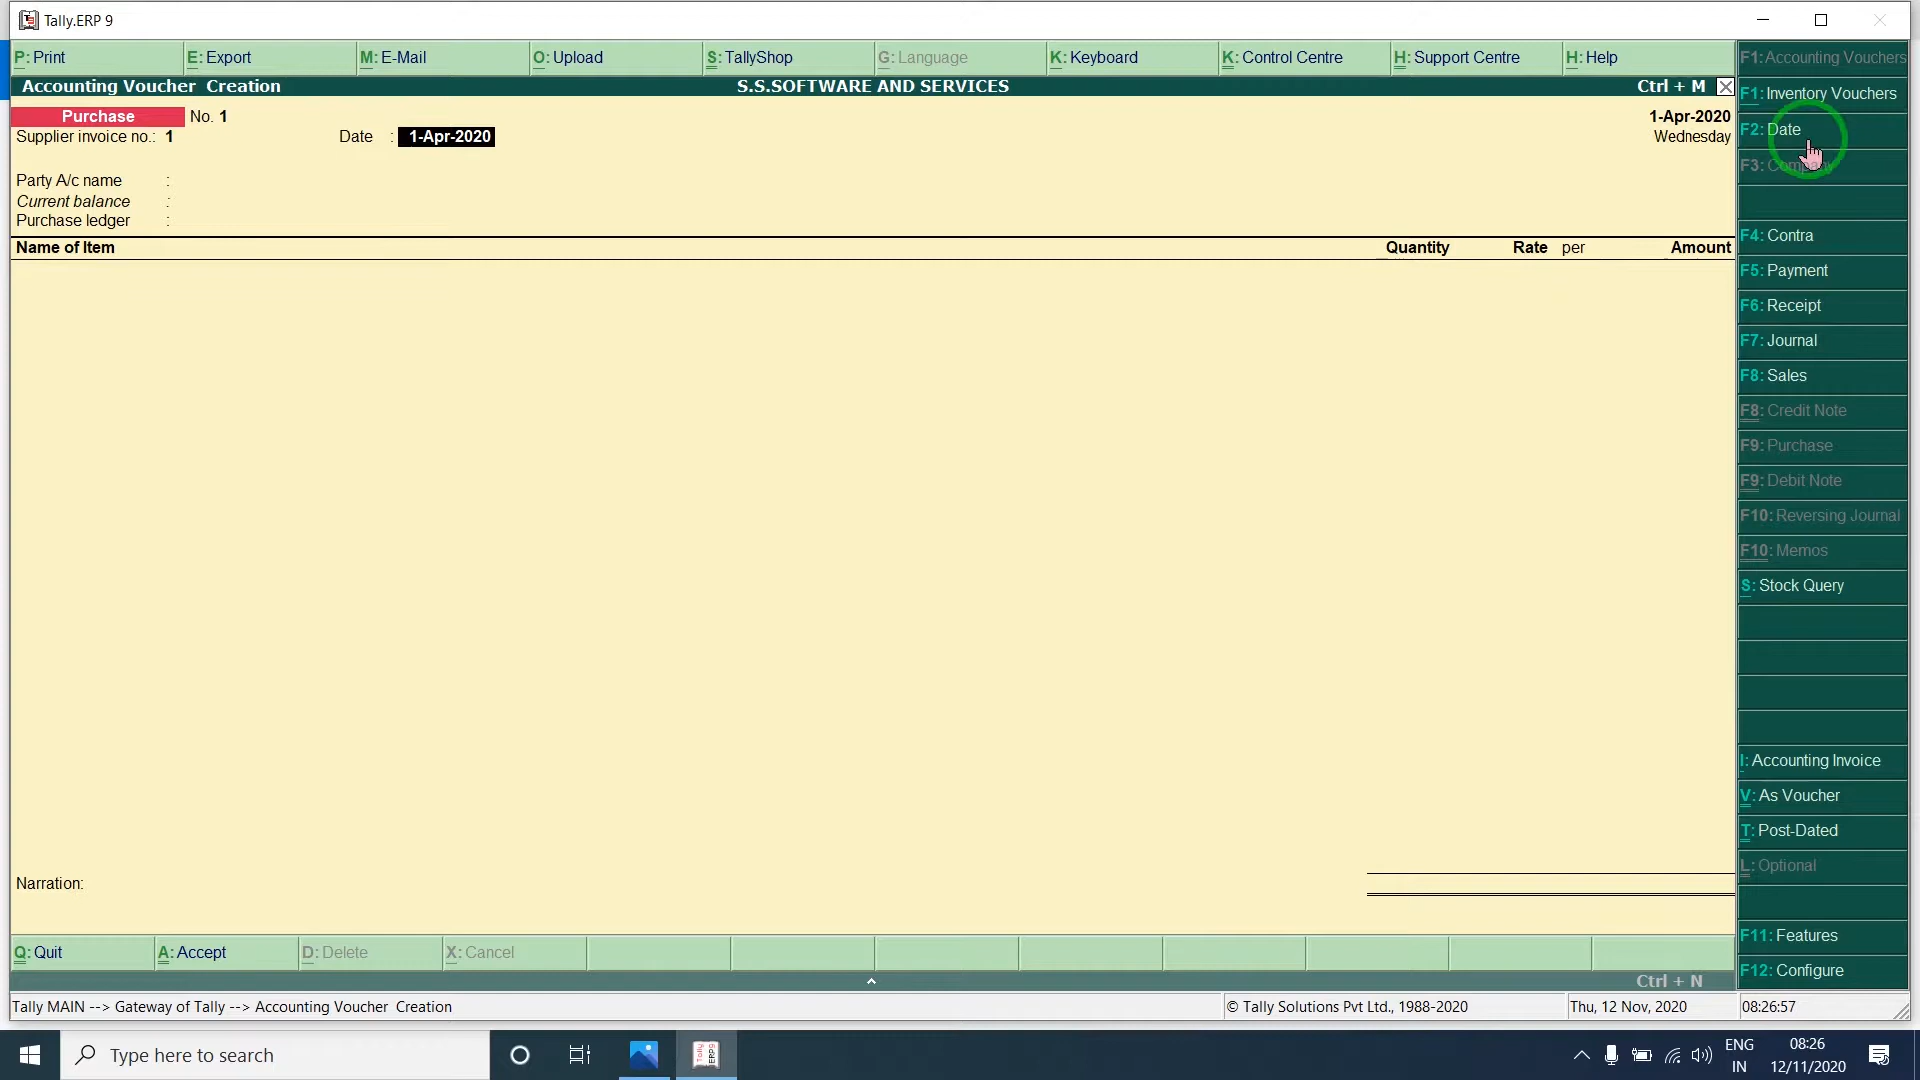 Tally.ERP 9
P: Print
E: Export
M: E-Mail
O: Upload
S: TallyShop
G: Language
K: Keyboard
K: Control Centre
H: Support Centre
H: Help
F1: Accounting Vouchers
Accounting Voucher Creation
S.S.SOFTWARE AND SERVICES
Ctrl + M
F1: Inventory Vouchers
Purchase
No. 1
1-Apr-2020
F2: Date
Supplier invoice no.: 1
Date : 1-Apr-2020
Wednesday
F3: Company
Party A/c name :
Current balance :
Purchase ledger :
F4: Contra
Name of Item
Quantity
Rate per
Amount
F5: Payment
F6: Receipt
F7: Journal
F8: Sales
F8: Credit Note
F9: Purchase
F9: Debit Note
F10: Reversing Journal
F10: Memos
S: Stock Query
I: Accounting Invoice
V: As Voucher
T: Post-Dated
L: Optional
Narration:
F11: Features
Q: Quit
A: Accept
D: Delete
X: Cancel
F12: Configure
Ctrl + N
Tally MAIN --> Gateway of Tally --> Accounting Voucher Creation
© Tally Solutions Pvt Ltd., 1988-2020
Thu, 12 Nov, 2020
08:26:57
Type here to search
ENG
IN
08:26
12/11/2020